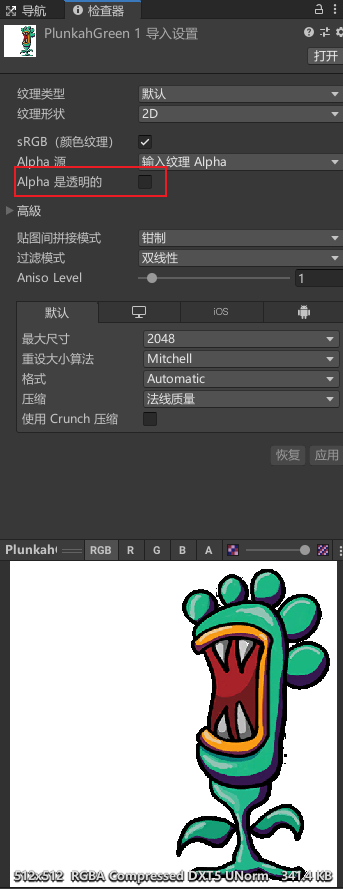 导航 检查器
PlunkahGreen 1 导入设置
打开
纹理类型 默认
纹理形状 2D
sRGB（颜色纹理）
Alpha 源 输入纹理 Alpha
Alpha 是透明的
高級
贴图间拼接模式 钳制
过滤模式 双线性
Aniso Level 1
默认 iOS
最大尺寸 2048
重设大小算法 Mitchell
格式 Automatic
压缩 法线质量
使用 Crunch 压缩
恢复 应用
Plunkah RGB R G B A
512x512 RGBA Compressed DXT5 UNorm 341.4 KB